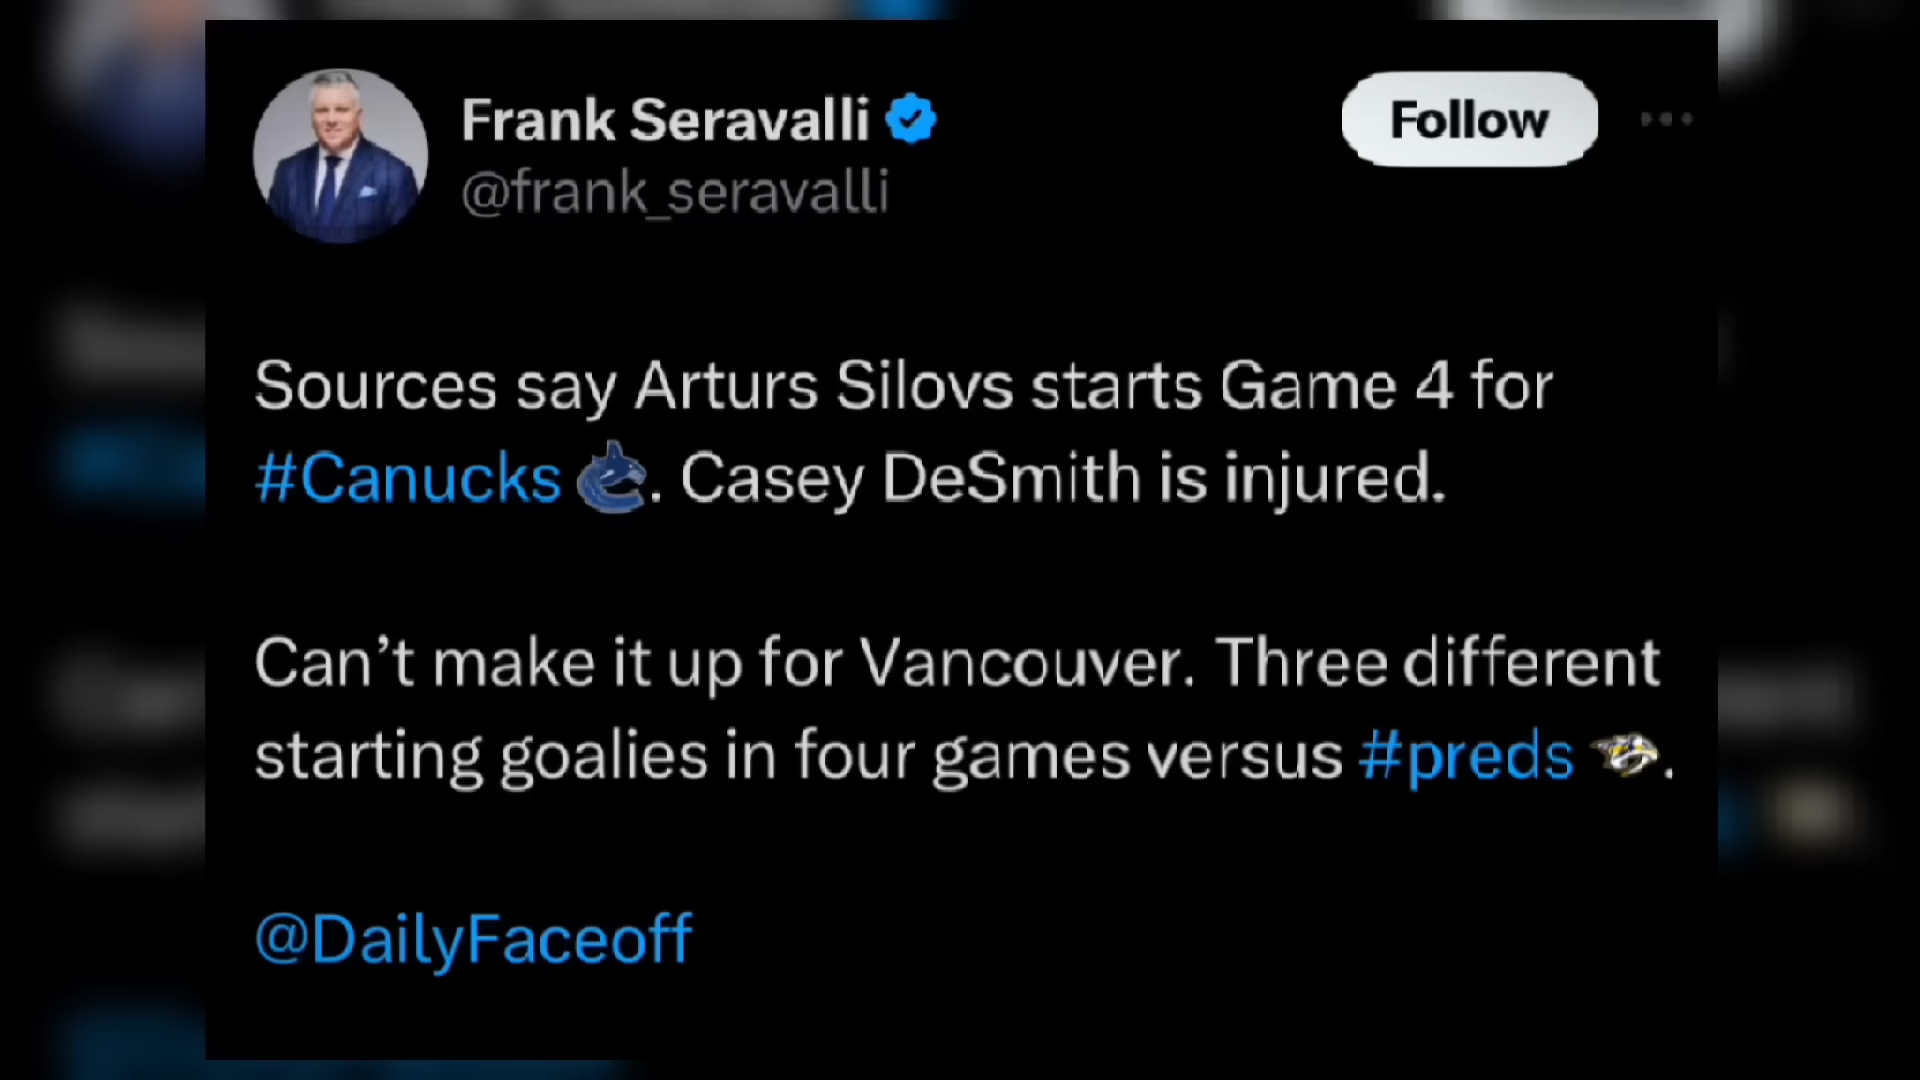 Frank Seravalli
Follow
@frank_seravalli
Sources say Arturs Silovs starts Game 4 for
#Canucks. Casey DeSmith is injured.
Can’t make it up for Vancouver. Three different
starting goalies in four games versus #preds.
@DailyFaceoff